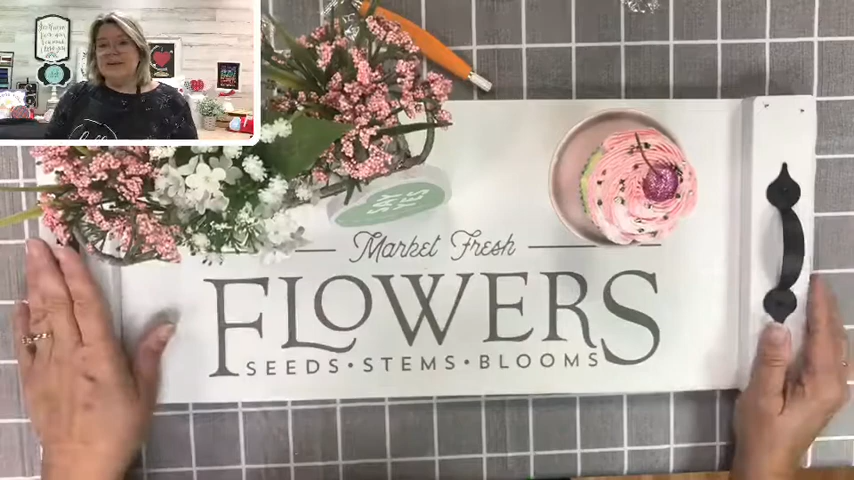 SAY
YES
Market Fresh
FLOWERS
SEEDS • STEMS • BLOOMS